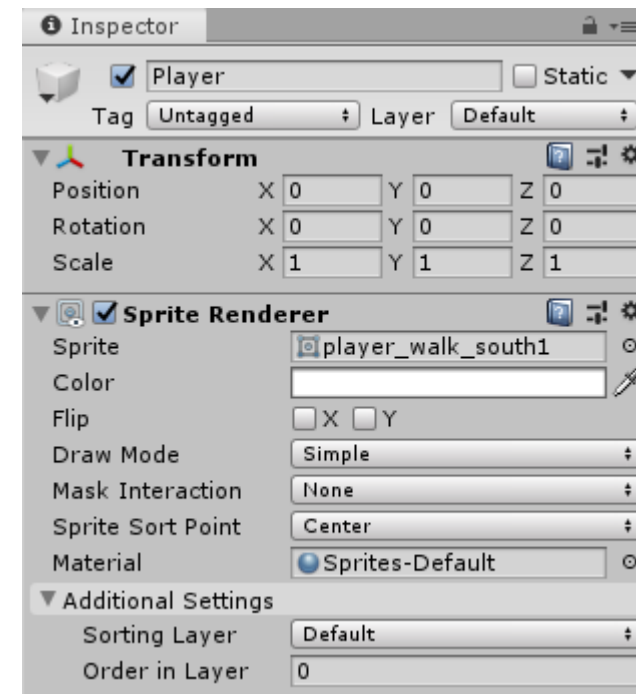 Inspector
Player Static
Tag Untagged Layer Default
Transform
Position X 0 Y 0 Z 0
Rotation X 0 Y 0 Z 0
Scale X 1 Y 1 Z 1
Sprite Renderer
Sprite player_walk_south1
Color
Flip X Y
Draw Mode Simple
Mask Interaction None
Sprite Sort Point Center
Material Sprites-Default
Additional Settings
Sorting Layer Default
Order in Layer 0